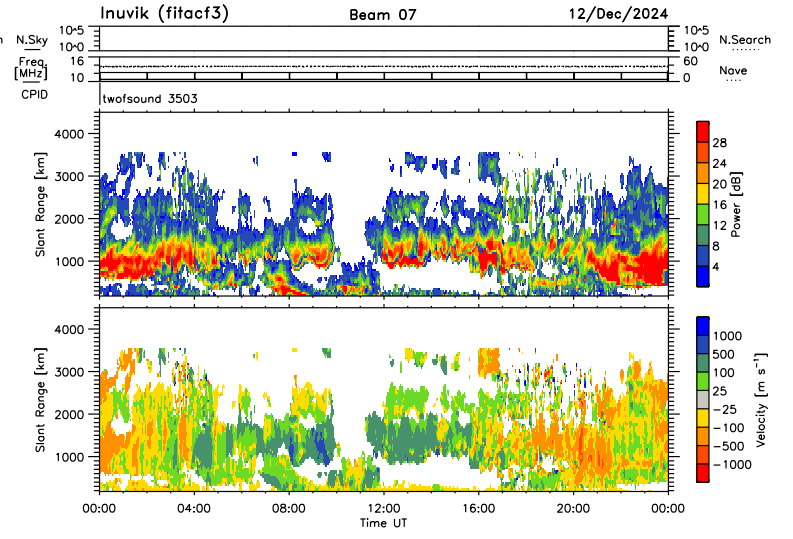 Inuvik (fitacf3) Beam 07 12/Dec/2024
10^5 10^5
n N.Sky N.Search
10^0 10^0
Freq. 16 60
[MHz] Nave
10 0
CPID
twofsound 3503
4000
3000
2000
1000
Slant Range [km]
28
24
20
16
12
8
4
Power [dB]
4000
3000
2000
1000
Slant Range [km]
1000
500
100
25
-25
-100
-500
-1000
Velocity [m s⁻¹]
00:00 04:00 08:00 12:00 16:00 20:00 00:00
Time UT